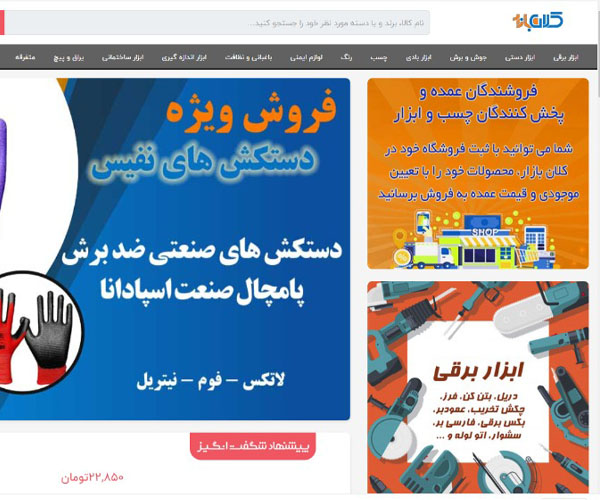 کلان بازار
نام کالا، برند و یا دسته مورد نظر خود را جستجو کنید...
ابزار برقی
ابزار دستی
جوش و برش
ابزار بادی
چسب
رنگ
لوازم ایمنی
باغبانی و نظافت
ابزار اندازه گیری
ابزار ساختمانی
یراق و پیچ
متفرقه
فروشندگان عمده و
پخش کنندگان چسب و ابزار
شما می توانید با ثبت فروشگاه خود در
کلان بازار، محصولات خود را با تعیین
موجودی و قیمت عمده به فروش برسانید
SHOP
فروش ویژه
دستکش های نفیس
دستکش های صنعتی ضد برش
پامچال صنعت اسپادانا
لاتکس – فوم – نیتریل
ابزار برقی
دریل، بتن کن، فرز،
چکش تخریب، عمودبر،
بکس برقی، فارسی بر،
سشوار، اتو لوله و ...
پیشنهاد شگفت انگیز
۲۲,۸۵۰تومان